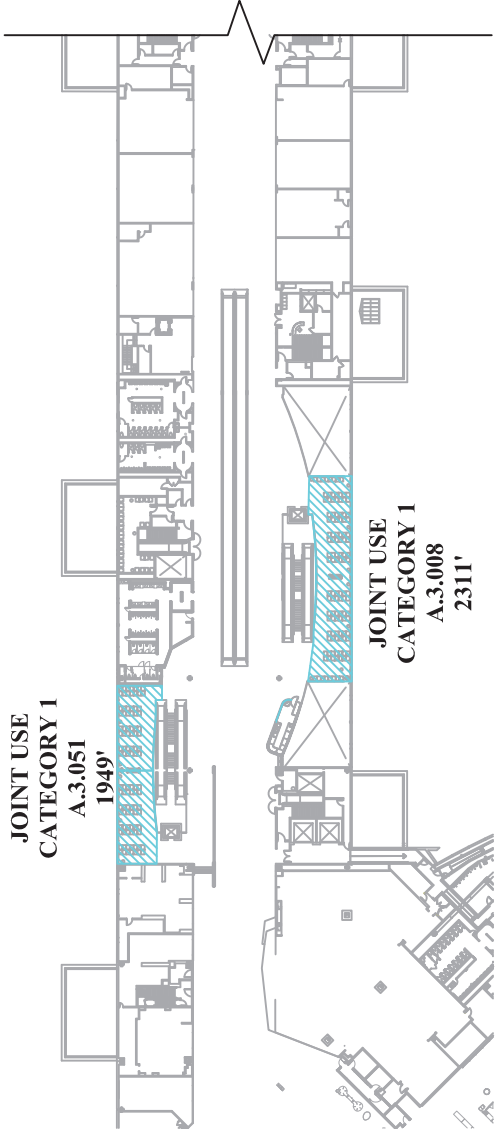 JOINT USE
CATEGORY 1
A.3.008
2311'
JOINT USE
CATEGORY 1
A.3.051
1949'